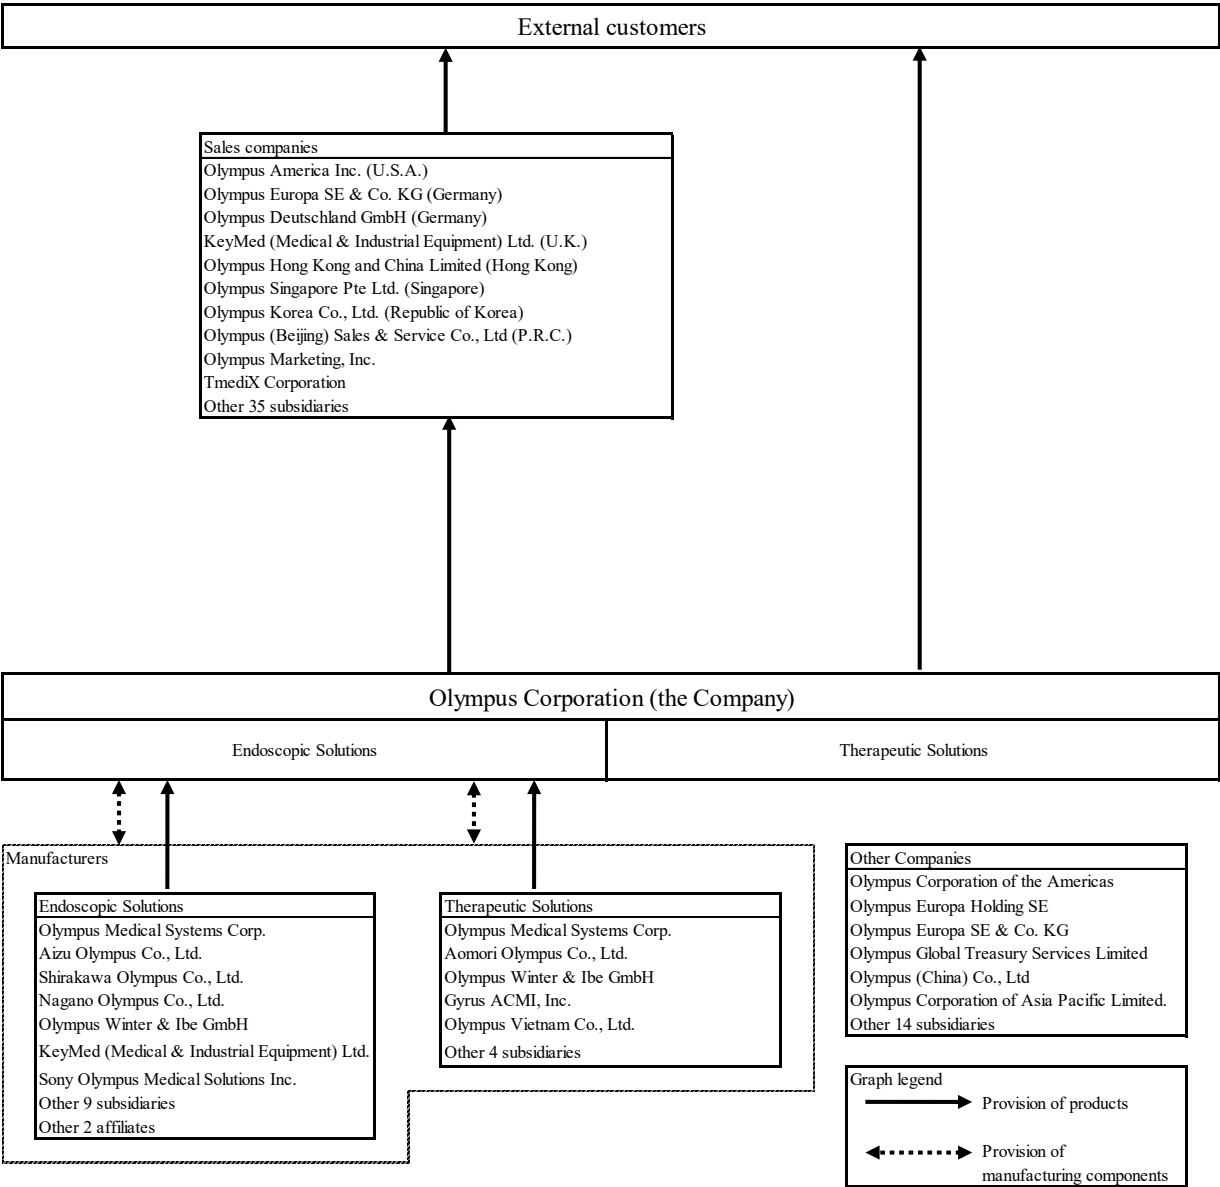 External customers
Sales companies
Olympus America Inc. (U.S.A.)
Olympus Europa SE & Co. KG (Germany)
Olympus Deutschland GmbH (Germany)
KeyMed (Medical & Industrial Equipment) Ltd. (U.K.)
Olympus Hong Kong and China Limited (Hong Kong)
Olympus Singapore Pte Ltd. (Singapore)
Olympus Korea Co., Ltd. (Republic of Korea)
Olympus (Beijing) Sales & Service Co., Ltd (P.R.C.)
Olympus Marketing, Inc.
TmediX Corporation
Other 35 subsidiaries
Olympus Corporation (the Company)
Endoscopic Solutions
Therapeutic Solutions
Manufacturers
Endoscopic Solutions
Olympus Medical Systems Corp.
Aizu Olympus Co., Ltd.
Shirakawa Olympus Co., Ltd.
Nagano Olympus Co., Ltd.
Olympus Winter & Ibe GmbH
KeyMed (Medical & Industrial Equipment) Ltd.
Sony Olympus Medical Solutions Inc.
Other 9 subsidiaries
Other 2 affiliates
Therapeutic Solutions
Olympus Medical Systems Corp.
Aomori Olympus Co., Ltd.
Olympus Winter & Ibe GmbH
Gyrus ACMI, Inc.
Olympus Vietnam Co., Ltd.
Other 4 subsidiaries
Other Companies
Olympus Corporation of the Americas
Olympus Europa Holding SE
Olympus Europa SE & Co. KG
Olympus Global Treasury Services Limited
Olympus (China) Co., Ltd
Olympus Corporation of Asia Pacific Limited.
Other 14 subsidiaries
Graph legend
Provision of products
Provision of
manufacturing components